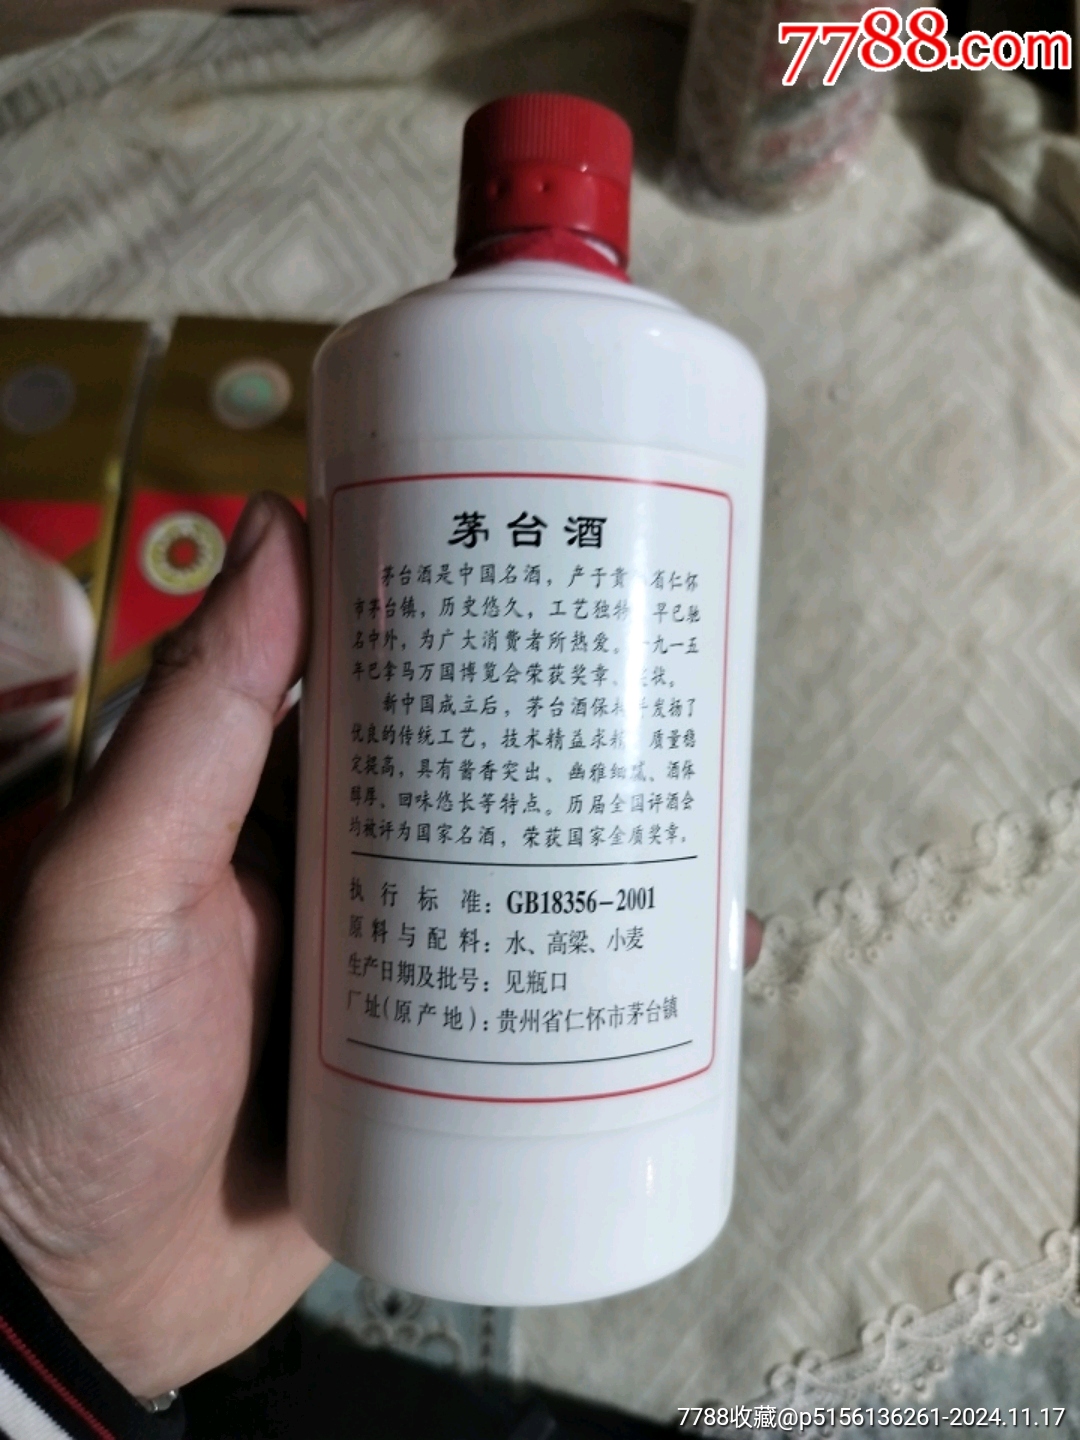 7788.com
茅台酒
茅台酒是中国名酒，产于贵 省仁怀
市茅台镇，历史悠久，工艺独特 早已驰
名中外，为广大消费者所热爱。 九一五
年巴拿马万国博览会荣获奖章、 状。
新中国成立后，茅台酒保持 发扬了
优良的传统工艺，技术精益求精 质量稳
定提高，具有酱香突出、幽雅细腻、酒体
醇厚、回味悠长等特点。历届全国评酒会
均被评为国家名酒，荣获国家金质奖章。
执行标准：GB18356-2001
原料与配料：水、高粱、小麦
生产日期及批号：见瓶口
厂址(原产地)：贵州省仁怀市茅台镇
7788收藏@p5156136261-2024.11.17